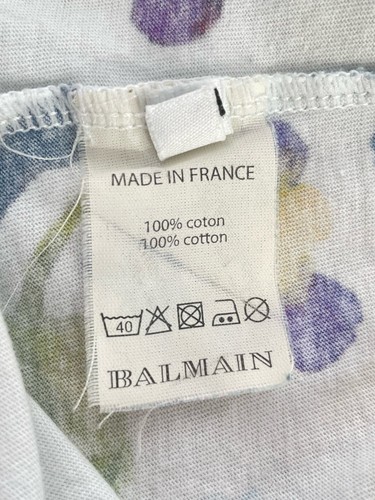 MADE IN FRANCE
100% coton
100% cotton
40
BALMAIN